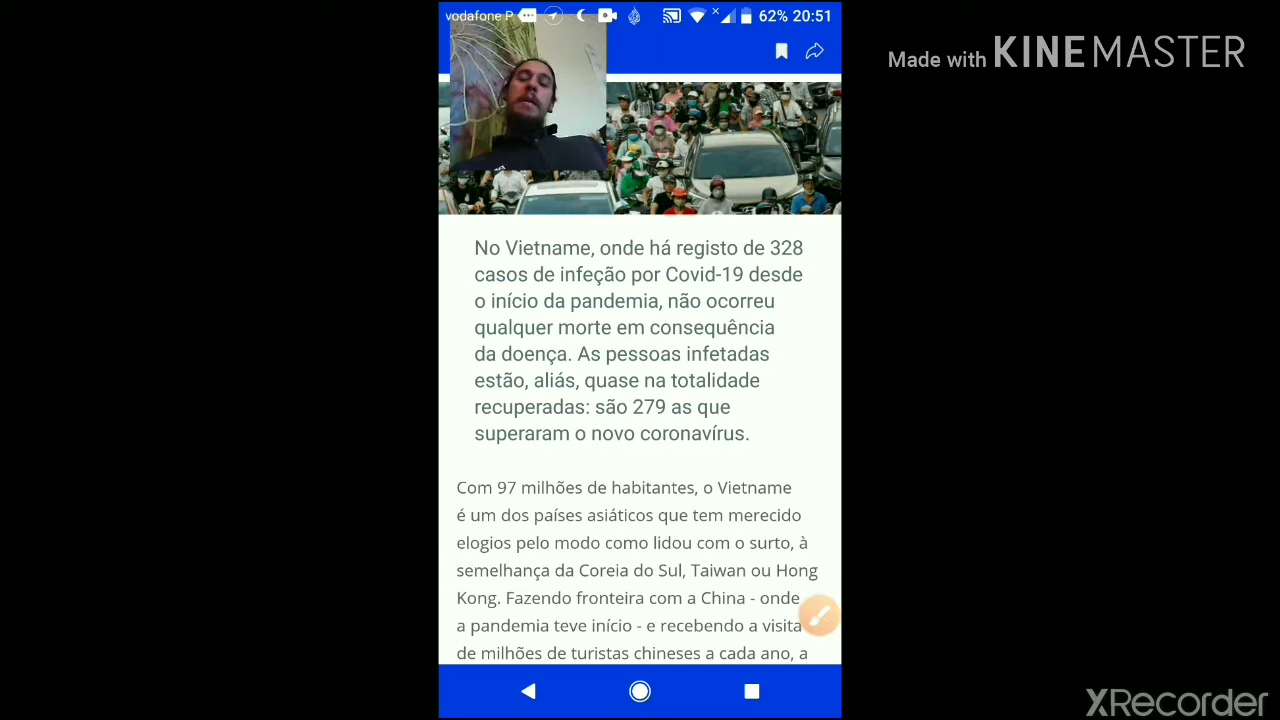 vodafone P
62% 20:51
Made with KINEMASTER
No Vietname, onde há registo de 328
casos de infeção por Covid-19 desde
o início da pandemia, não ocorreu
qualquer morte em consequência
da doença. As pessoas infetadas
estão, aliás, quase na totalidade
recuperadas: são 279 as que
superaram o novo coronavírus.
Com 97 milhões de habitantes, o Vietname
é um dos países asiáticos que tem merecido
elogios pelo modo como lidou com o surto, à
semelhança da Coreia do Sul, Taiwan ou Hong
Kong. Fazendo fronteira com a China - onde
a pandemia teve início - e recebendo a visita
de milhões de turistas chineses a cada ano, a
XRecorder